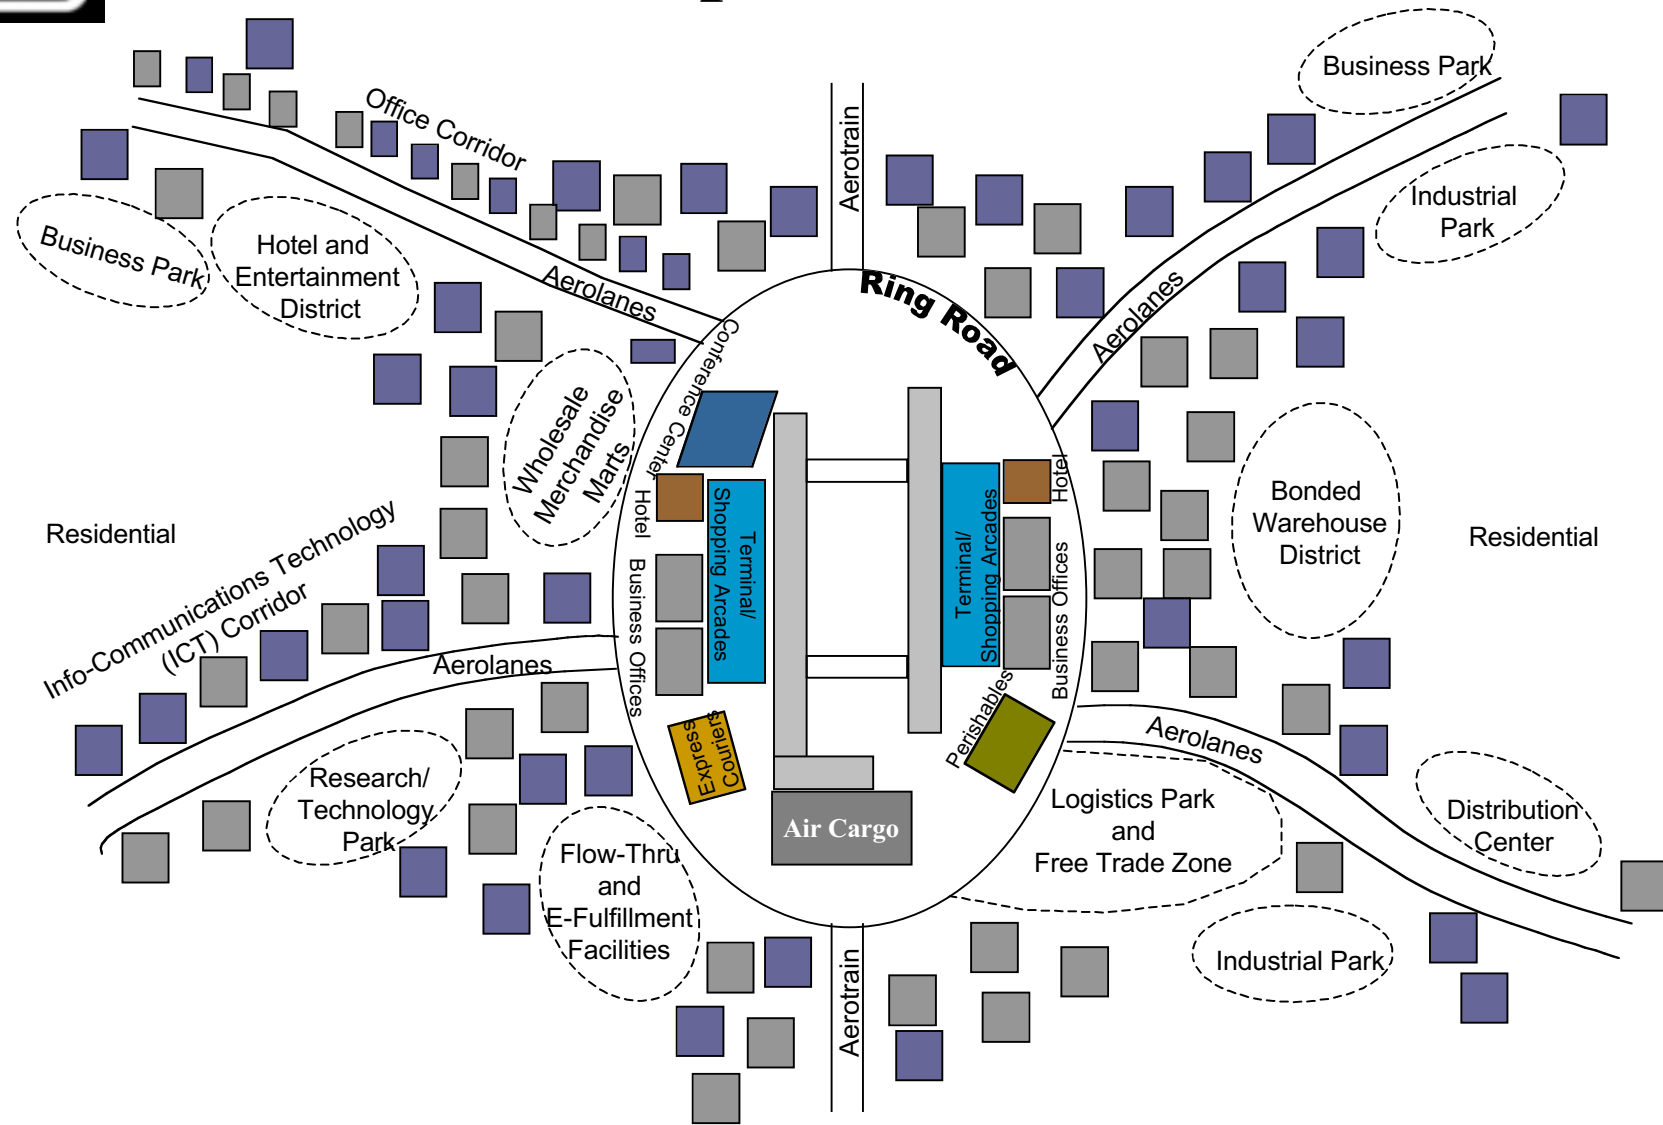 Business Park
Office Corridor
Aerotrain
Industrial
Park
Business Park
Hotel and
Entertainment
District
Aerolanes
Ring Road
Aerolanes
Conference Center
Wholesale
Merchandise
Marts
Hotel
Hotel
Terminal/
Shopping Arcades
Terminal/
Shopping Arcades
Business Offices
Business Offices
Bonded
Warehouse
District
Residential
Residential
Info-Communications Technology
(ICT) Corridor
Aerolanes
Aerolanes
Perishables
Express
Couriers
Research/
Technology
Park
Air Cargo
Logistics Park
and
Free Trade Zone
Distribution
Center
Flow-Thru
and
E-Fulfillment
Facilities
Industrial Park
Aerotrain